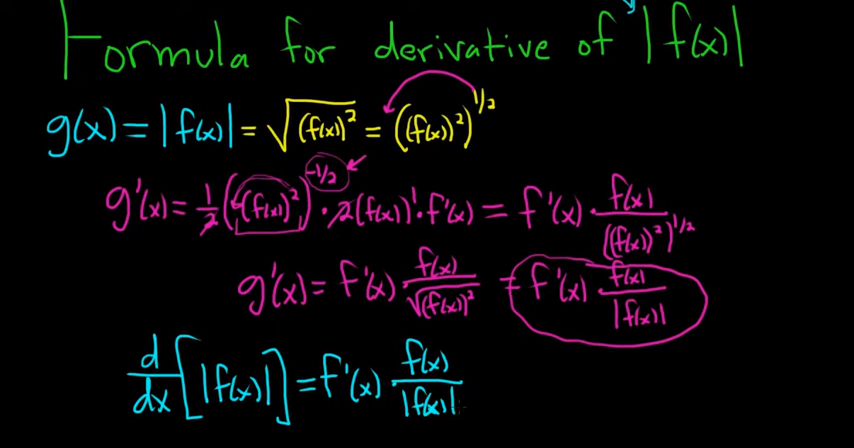 Formula for derivative of |f(x)|
g(x) = |f(x)| = √(f(x))² = ((f(x))²)^1/2
g'(x) = 1/2 ((f(x))²)^-1/2 · 2(f(x))' · f'(x) = f'(x) · f(x)/((f(x))²)^1/2
g'(x) = f'(x) · f(x)/√(f(x))² = f'(x) · f(x)/|f(x)|
d/dx [|f(x)|] = f'(x) · f(x)/|f(x)|